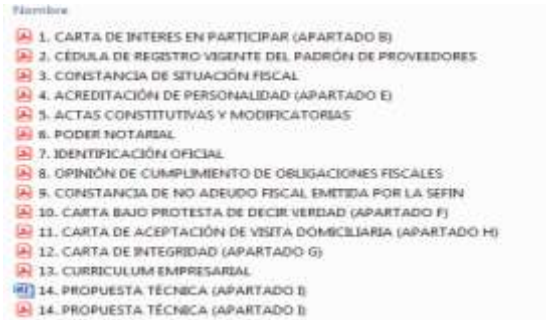 Nombre
1. CARTA DE INTERES EN PARTICIPAR (APARTADO B)
2. CÉDULA DE REGISTRO VIGENTE DEL PADRÓN DE PROVEEDORES
3. CONSTANCIA DE SITUACIÓN FISCAL
4. ACREDITACIÓN DE PERSONALIDAD (APARTADO E)
5. ACTAS CONSTITUTIVAS Y MODIFICATORIAS
6. PODER NOTARIAL
7. IDENTIFICACIÓN OFICIAL
8. OPINIÓN DE CUMPLIMIENTO DE OBLIGACIONES FISCALES
9. CONSTANCIA DE NO ADEUDO FISCAL EMITIDA POR LA SEFIN
10. CARTA BAJO PROTESTA DE DECIR VERDAD (APARTADO F)
11. CARTA DE ACEPTACIÓN DE VISITA DOMICILIARIA (APARTADO H)
12. CARTA DE INTEGRIDAD (APARTADO G)
13. CURRICULUM EMPRESARIAL
14. PROPUESTA TÉCNICA (APARTADO I)
14. PROPUESTA TÉCNICA (APARTADO I)